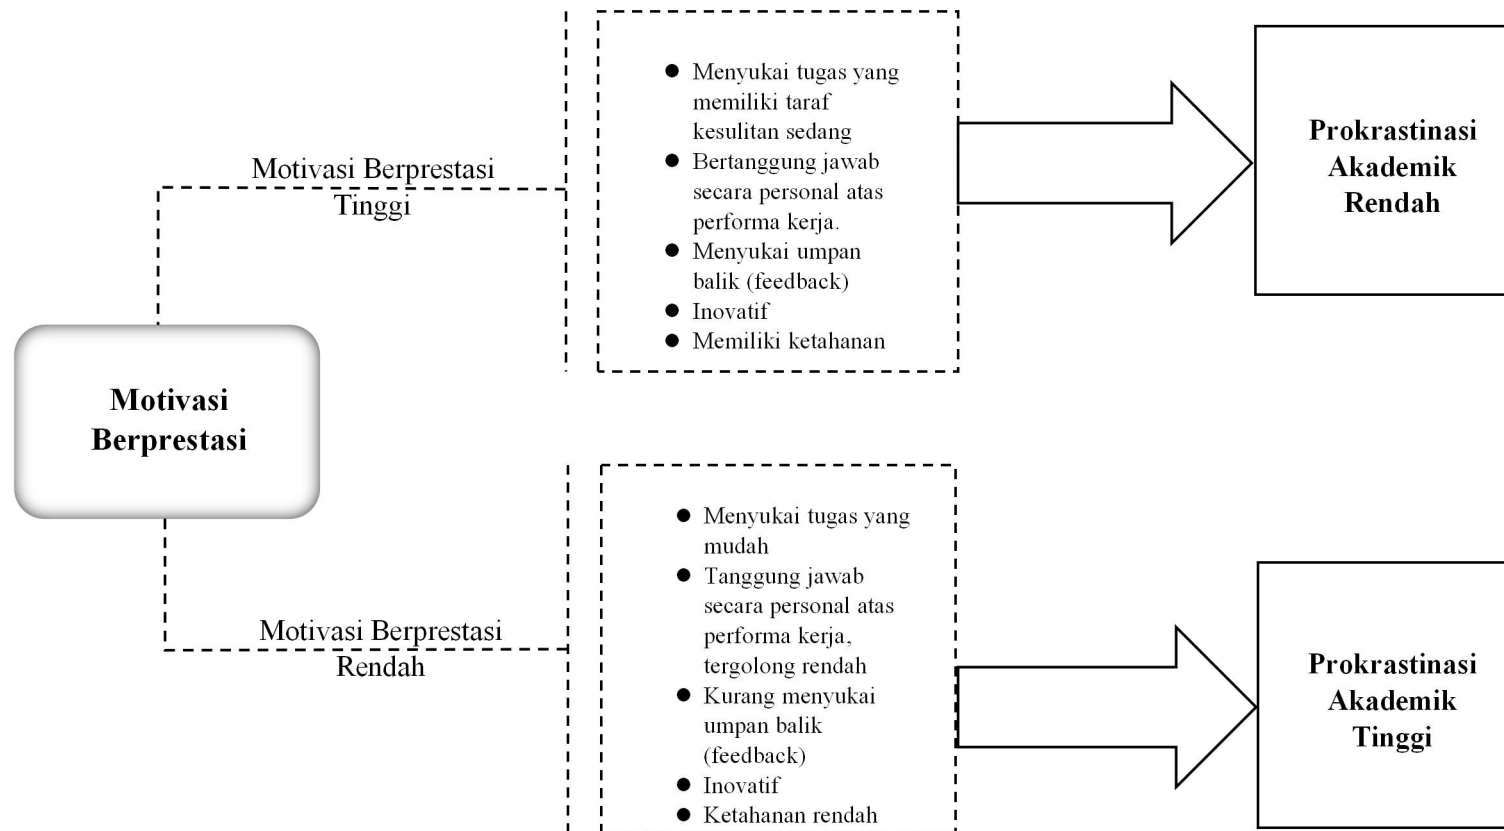 Motivasi
Berprestasi
Motivasi Berprestasi
Tinggi
● Menyukai tugas yang
memiliki taraf
kesulitan sedang
● Bertanggung jawab
secara personal atas
performa kerja.
● Menyukai umpan
balik (feedback)
● Inovatif
● Memiliki ketahanan
Prokrastinasi
Akademik
Rendah
Motivasi Berprestasi
Rendah
● Menyukai tugas yang
mudah
● Tanggung jawab
secara personal atas
performa kerja,
tergolong rendah
● Kurang menyukai
umpan balik
(feedback)
● Inovatif
● Ketahanan rendah
Prokrastinasi
Akademik
Tinggi